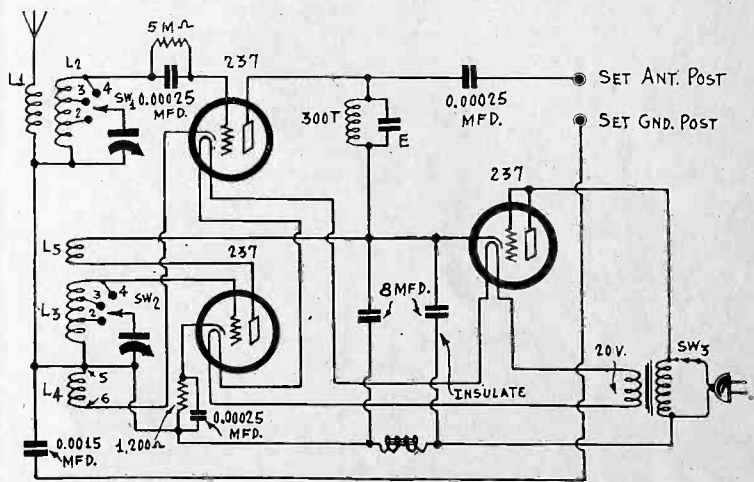 5 M Ω
237
L1
L2
4
3
2
SW1
0.00025
MFD.
300T
E
0.00025
MFD.
SET ANT. POST
SET GND. POST
237
L5
237
L3
4
3
2
SW2
8 MFD.
L4
5
6
INSULATE
20 V.
SW3
0.0015
MFD.
1,200Ω
0.00025
MFD.